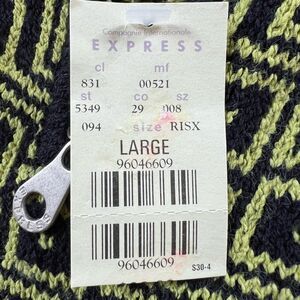 Compagnie Internationale
EXPRESS
cl mf
831 00521
st co sz
5349 29 008
094 size RISX
LARGE
96046609
96046609
S30-4